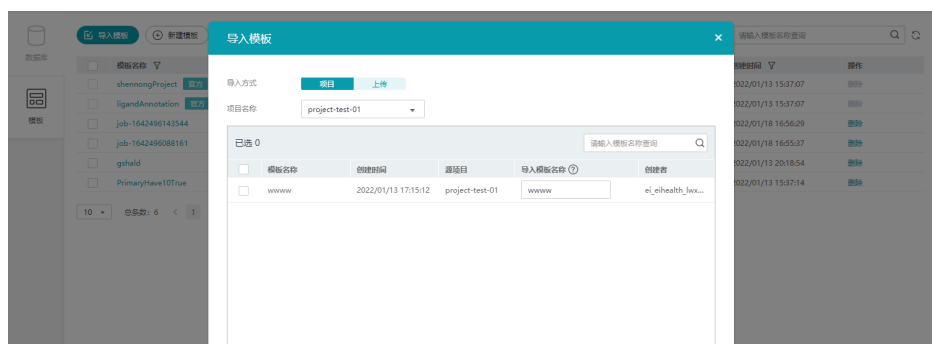 数据库
模板
导入模板
新建模板
请输入模板名称查询
模板名称
创建时间
操作
shennongProject 官方
2022/01/13 15:37:07
删除
ligandAnnotation 官方
2022/01/13 15:37:07
删除
job-1642496143544
2022/01/18 16:56:29
删除
job-1642496088161
2022/01/18 16:55:37
删除
gshald
2022/01/13 20:18:54
删除
PrimaryHave10True
2022/01/13 15:37:14
删除
10 总条数: 6 < 1
导入模板 ×
导入方式 项目 上传
项目名称 project-test-01
已选 0 请输入模板名称查询
模板名称 创建时间 源项目 导入模板名称 ? 创建者
wwww 2022/01/13 17:15:12 project-test-01 wwww ei_eihealth_lwx...